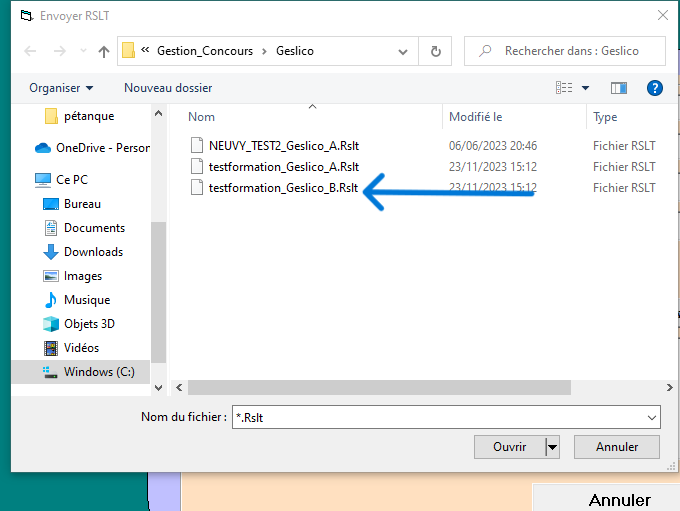 Envoyer RSLT
« Gestion_Concours > Geslico
Rechercher dans : Geslico
Organiser
Nouveau dossier
?
Nom
Modifié le
Type
pétanque
OneDrive - Person
Ce PC
Bureau
Documents
Downloads
Images
Musique
Objets 3D
Vidéos
Windows (C:)
NEUVY_TEST2_Geslico_A.Rslt 06/06/2023 20:46 Fichier RSLT
testformation_Geslico_A.Rslt 23/11/2023 15:12 Fichier RSLT
testformation_Geslico_B.Rslt 23/11/2023 15:12 Fichier RSLT
Nom du fichier : *.Rslt
Ouvrir
Annuler
Annuler